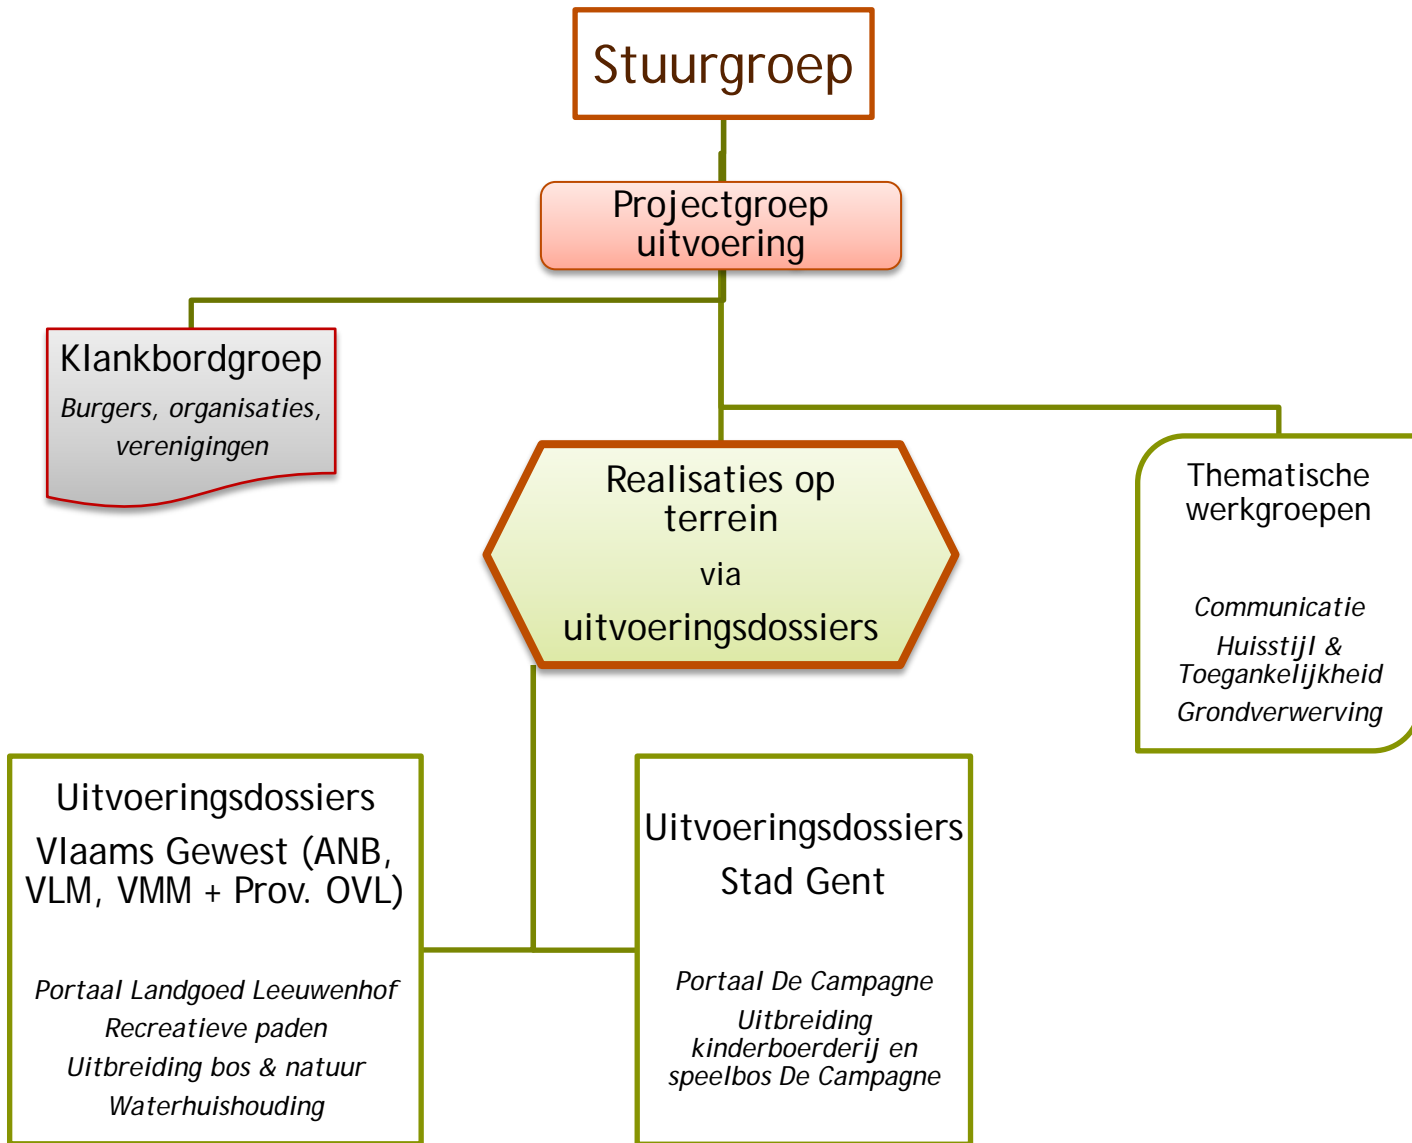 Stuurgroep
Projectgroep
uitvoering
Klankbordgroep
Burgers, organisaties,
verenigingen
Realisaties op
terrein
via
uitvoeringsdossiers
Thematische
werkgroepen
Communicatie
Huisstijl &
Toegankelijkheid
Grondverwerving
Uitvoeringsdossiers
Vlaams Gewest (ANB,
VLM, VMM + Prov. OVL)
Portaal Landgoed Leeuwenhof
Recreatieve paden
Uitbreiding bos & natuur
Waterhuishouding
Uitvoeringsdossiers
Stad Gent
Portaal De Campagne
Uitbreiding
kinderboerderij en
speelbos De Campagne